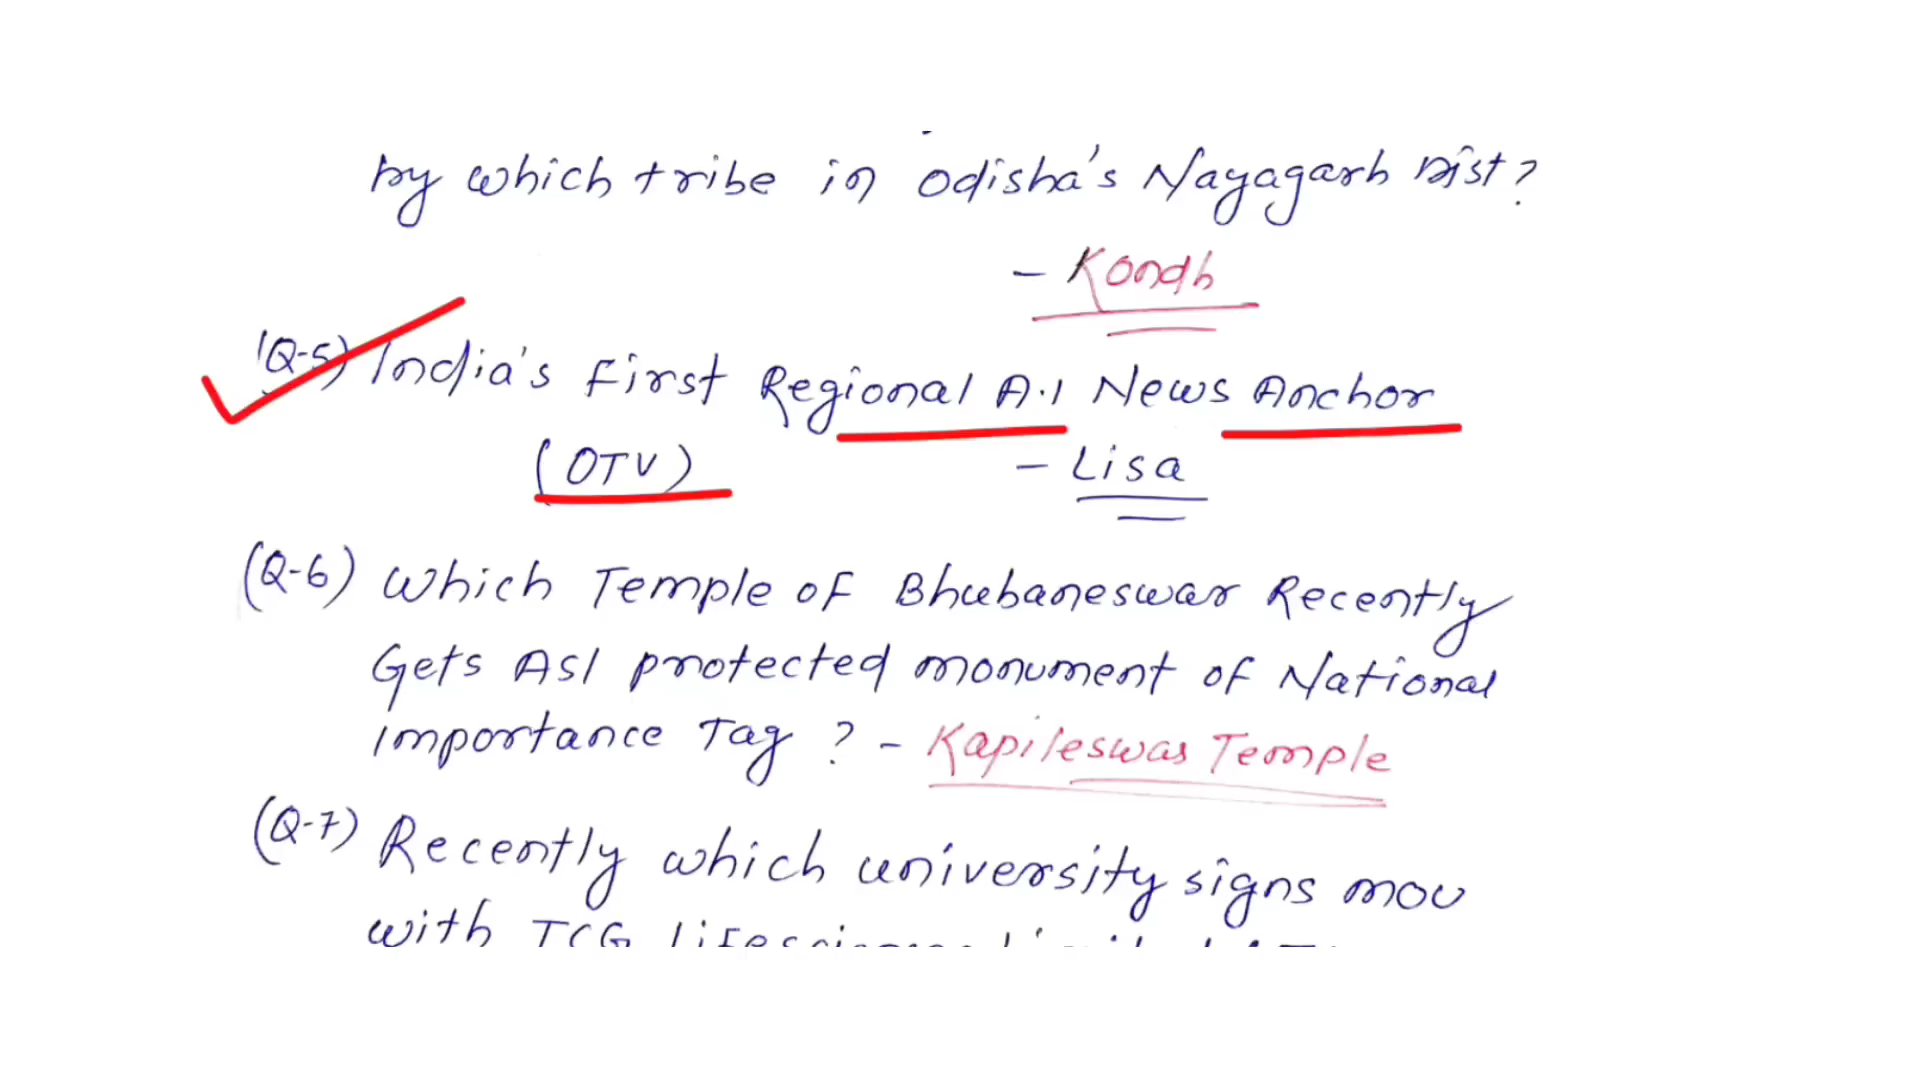 by which tribe in odisha's Nayagarh Dist?
- Kondh
(Q-5) India's First Regional A.I News Anchor
(OTV) - Lisa
(Q-6) Which Temple of Bhubaneswar Recently
Gets ASI protected monument of National
importance Tag ? - Kapileswar Temple
(Q-7) Recently which university signs mou
with TCG